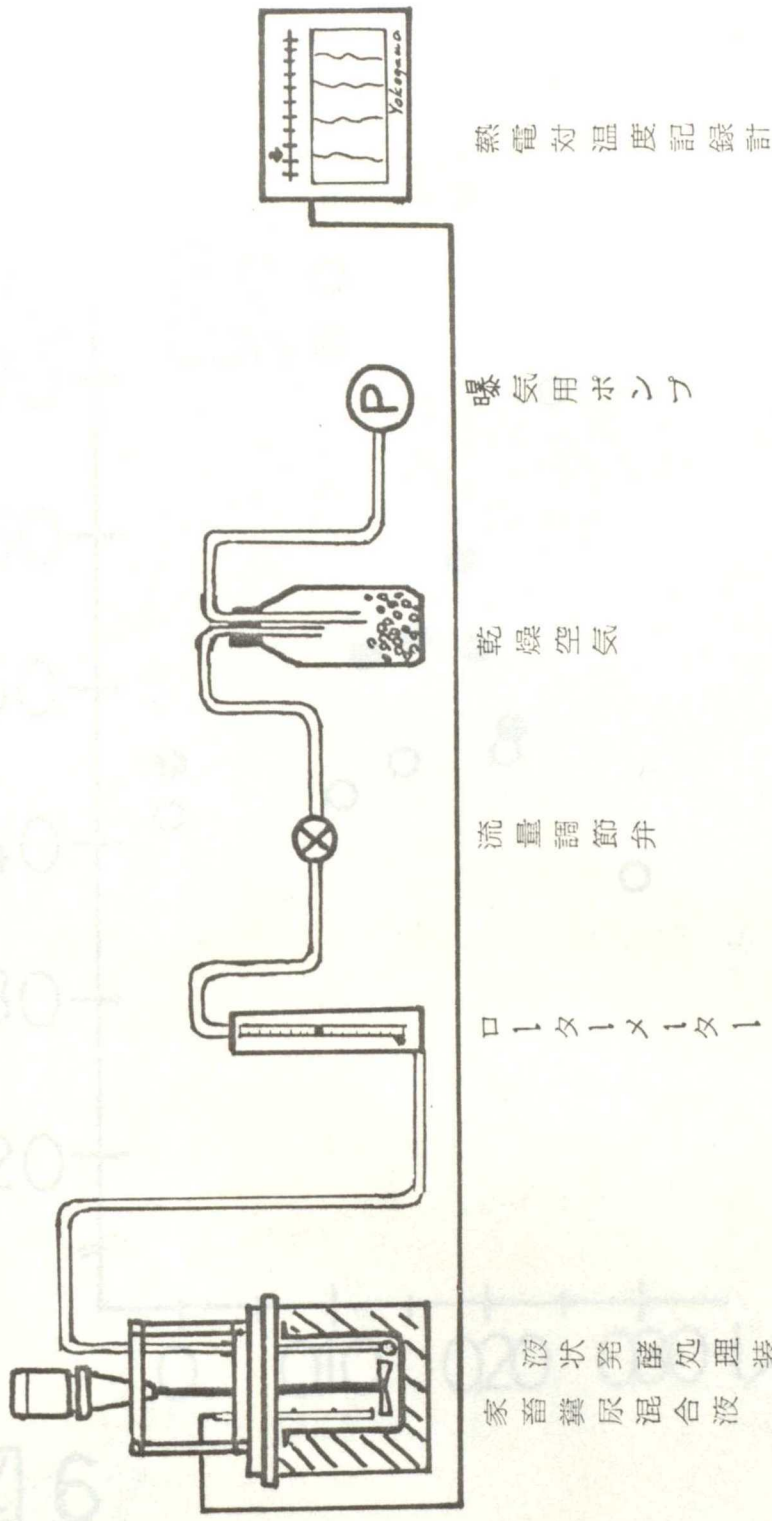 家畜糞尿混合液
液状発酵処理装
ローターメーター
流量調節弁
乾燥空気
P
曝気用ポンプ
Yokogawa
熱電対温度記録計